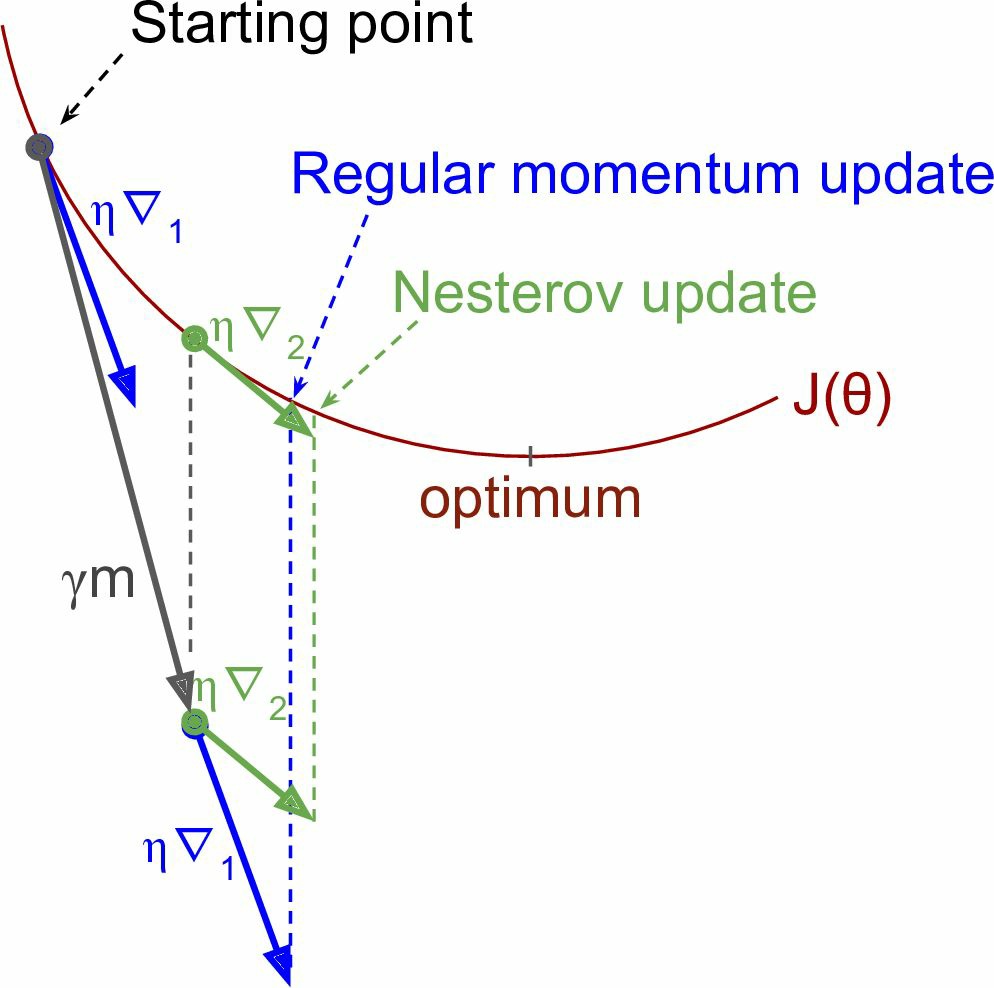 Starting point
Regular momentum update
η ▽ 1
Nesterov update
η ▽ 2
J(θ)
optimum
γm
η ▽ 2
η ▽ 1